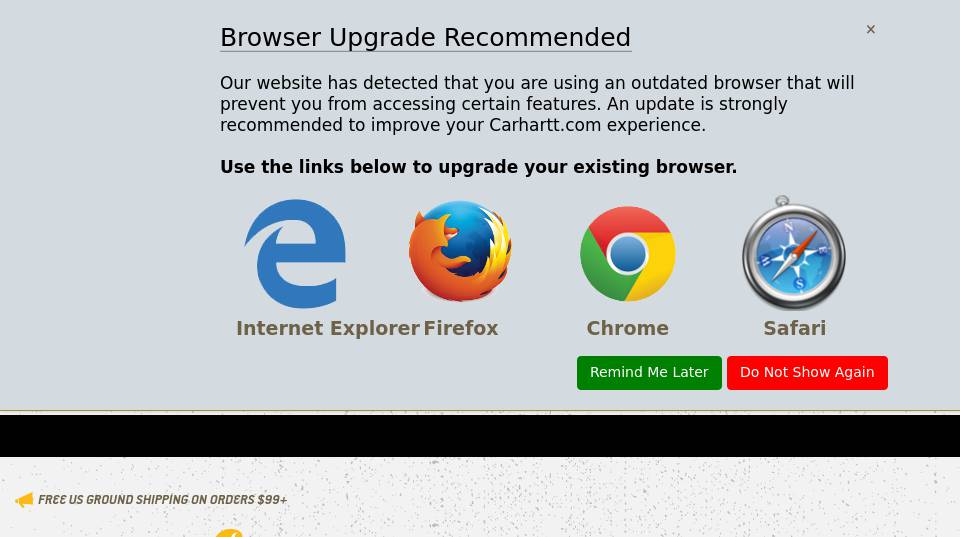 Browser Upgrade Recommended
×
Our website has detected that you are using an outdated browser that will
prevent you from accessing certain features. An update is strongly
recommended to improve your Carhartt.com experience.
Use the links below to upgrade your existing browser.
Internet Explorer Firefox Chrome Safari
Remind Me Later Do Not Show Again
FREE US GROUND SHIPPING ON ORDERS $99+